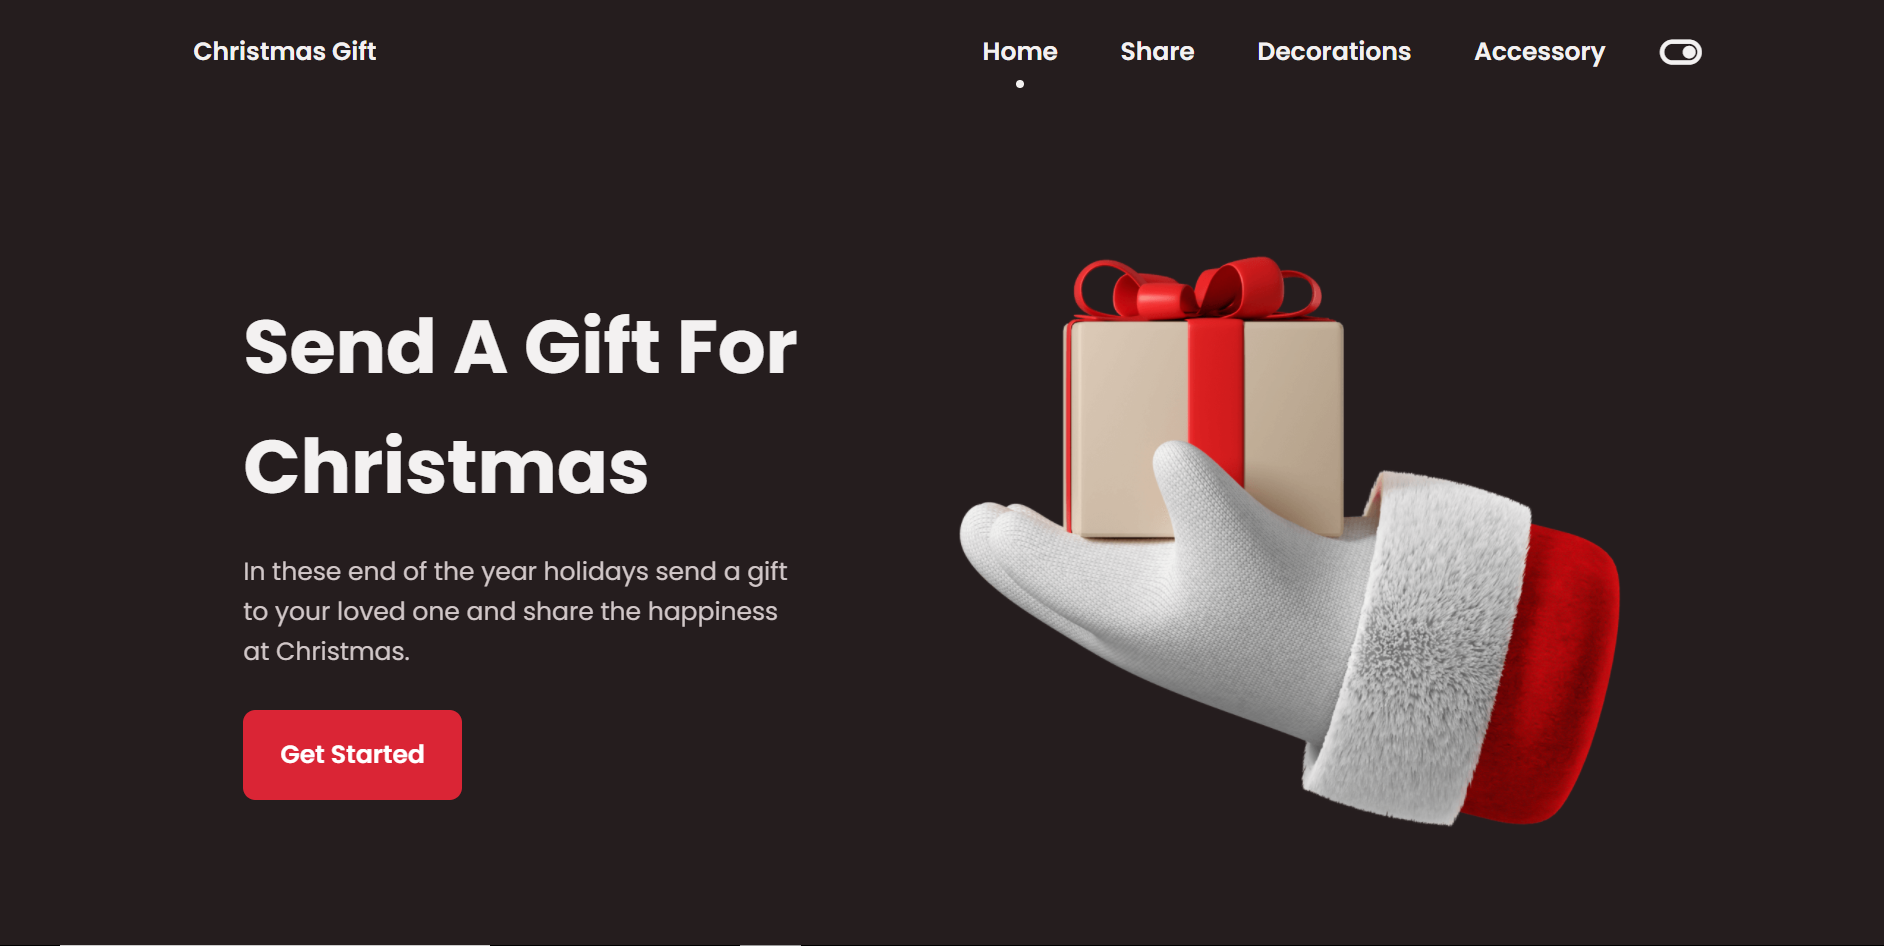 Christmas Gift
Home
Share
Decorations
Accessory
Send A Gift For
Christmas
In these end of the year holidays send a gift
to your loved one and share the happiness
at Christmas.
Get Started